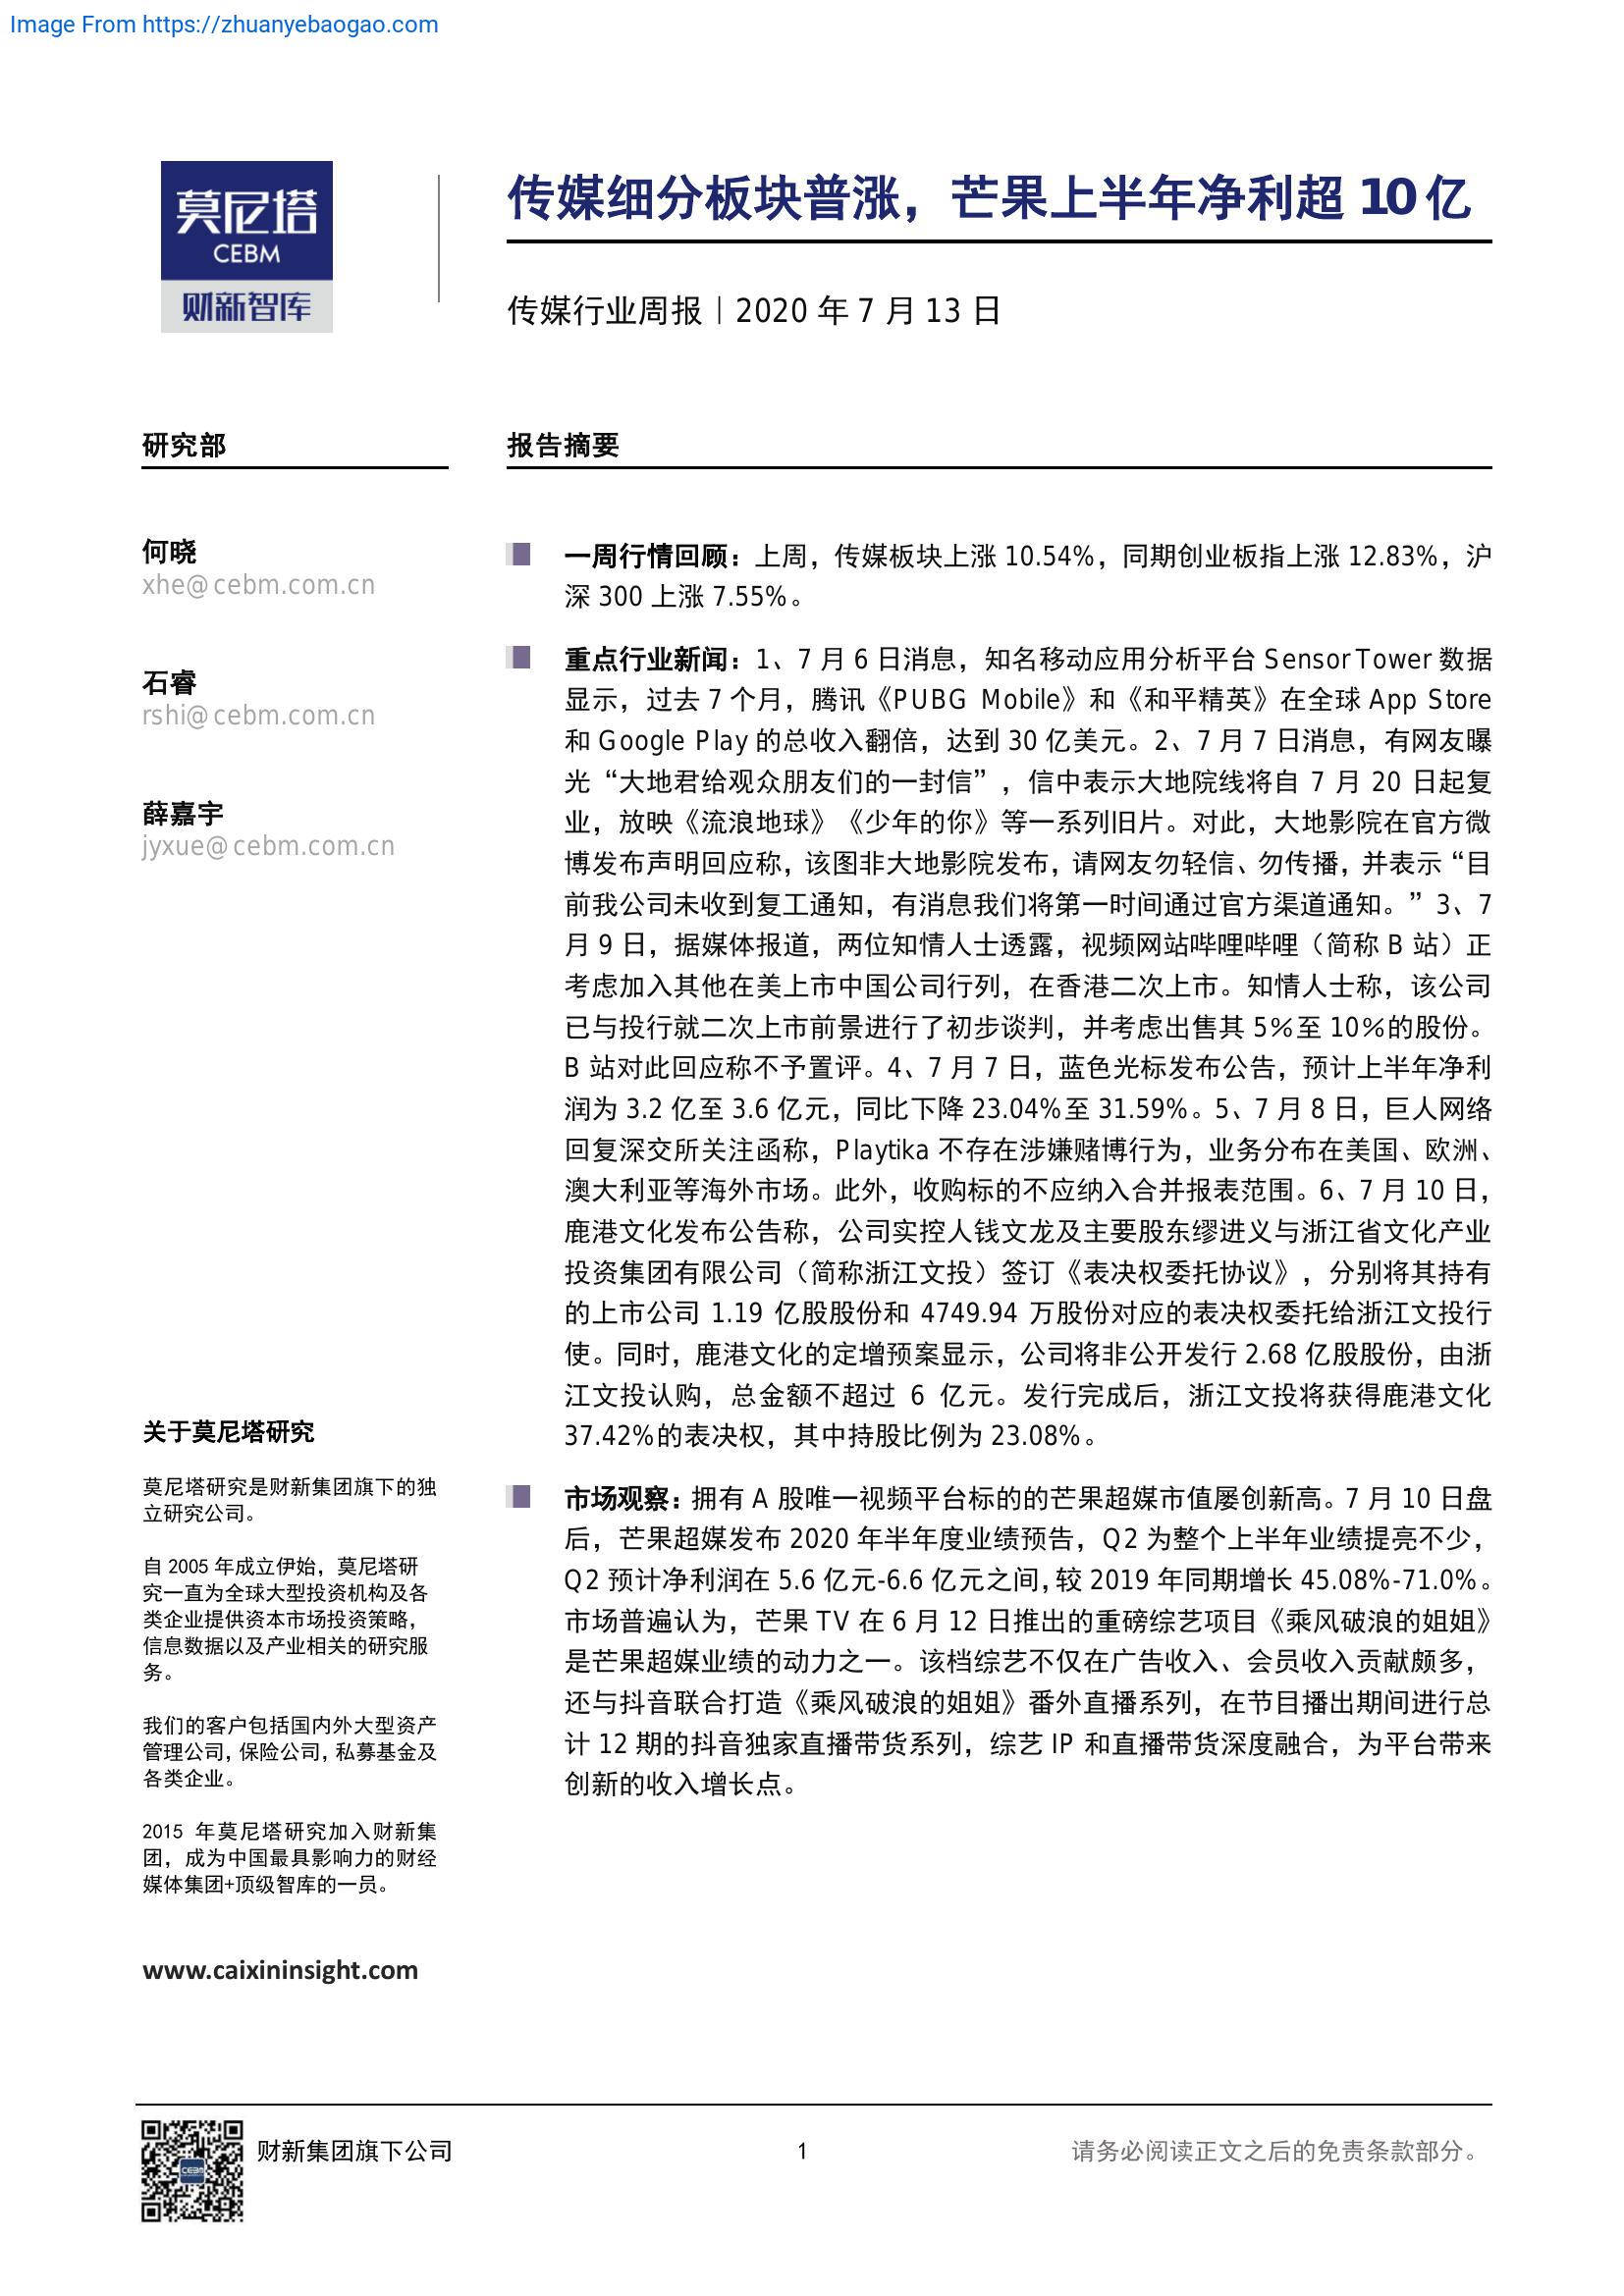 Image From https://zhuanyebaogao.com
莫尼塔
CEBM
财新智库
传媒细分板块普涨，芒果上半年净利超 10 亿
传媒行业周报｜2020 年 7 月 13 日
研究部
何晓
xhe@cebm.com.cn
石睿
rshi@cebm.com.cn
薛嘉宇
jyxue@cebm.com.cn
关于莫尼塔研究
莫尼塔研究是财新集团旗下的独
立研究公司。
自 2005 年成立伊始，莫尼塔研
究一直为全球大型投资机构及各
类企业提供资本市场投资策略，
信息数据以及产业相关的研究服
务。
我们的客户包括国内外大型资产
管理公司，保险公司，私募基金及
各类企业。
2015 年莫尼塔研究加入财新集
团，成为中国最具影响力的财经
媒体集团+顶级智库的一员。
www.caixininsight.com
报告摘要
一周行情回顾：上周，传媒板块上涨 10.54%，同期创业板指上涨 12.83%，沪
深 300 上涨 7.55%。
重点行业新闻：1、7 月 6 日消息，知名移动应用分析平台 SensorTower 数据
显示，过去 7 个月，腾讯《PUBG Mobile》和《和平精英》在全球 App Store
和 Google Play 的总收入翻倍，达到 30 亿美元。2、7 月 7 日消息，有网友曝
光“大地君给观众朋友们的一封信”，信中表示大地院线将自 7 月 20 日起复
业，放映《流浪地球》《少年的你》等一系列旧片。对此，大地影院在官方微
博发布声明回应称，该图非大地影院发布，请网友勿轻信、勿传播，并表示“目
前我公司未收到复工通知，有消息我们将第一时间通过官方渠道通知。”3、7
月 9 日，据媒体报道，两位知情人士透露，视频网站哔哩哔哩（简称 B 站）正
考虑加入其他在美上市中国公司行列，在香港二次上市。知情人士称，该公司
已与投行就二次上市前景进行了初步谈判，并考虑出售其 5%至 10%的股份。
B 站对此回应称不予置评。4、7 月 7 日，蓝色光标发布公告，预计上半年净利
润为 3.2 亿至 3.6 亿元，同比下降 23.04%至 31.59%。5、7 月 8 日，巨人网络
回复深交所关注函称，Playtika 不存在涉嫌赌博行为，业务分布在美国、欧洲、
澳大利亚等海外市场。此外，收购标的不应纳入合并报表范围。6、7 月 10 日，
鹿港文化发布公告称，公司实控人钱文龙及主要股东缪进义与浙江省文化产业
投资集团有限公司（简称浙江文投）签订《表决权委托协议》，分别将其持有
的上市公司 1.19 亿股股份和 4749.94 万股份对应的表决权委托给浙江文投行
使。同时，鹿港文化的定增预案显示，公司将非公开发行 2.68 亿股股份，由浙
江文投认购，总金额不超过 6 亿元。发行完成后，浙江文投将获得鹿港文化
37.42%的表决权，其中持股比例为 23.08%。
市场观察：拥有 A 股唯一视频平台标的的芒果超媒市值屡创新高。7 月 10 日盘
后，芒果超媒发布 2020 年半年度业绩预告，Q2 为整个上半年业绩提亮不少，
Q2 预计净利润在 5.6 亿元-6.6 亿元之间，较 2019 年同期增长 45.08%-71.0%。
市场普遍认为，芒果 TV 在 6 月 12 日推出的重磅综艺项目《乘风破浪的姐姐》
是芒果超媒业绩的动力之一。该档综艺不仅在广告收入、会员收入贡献颇多，
还与抖音联合打造《乘风破浪的姐姐》番外直播系列，在节目播出期间进行总
计 12 期的抖音独家直播带货系列，综艺 IP 和直播带货深度融合，为平台带来
创新的收入增长点。
CEBM
财新集团旗下公司
1
请务必阅读正文之后的免责条款部分。